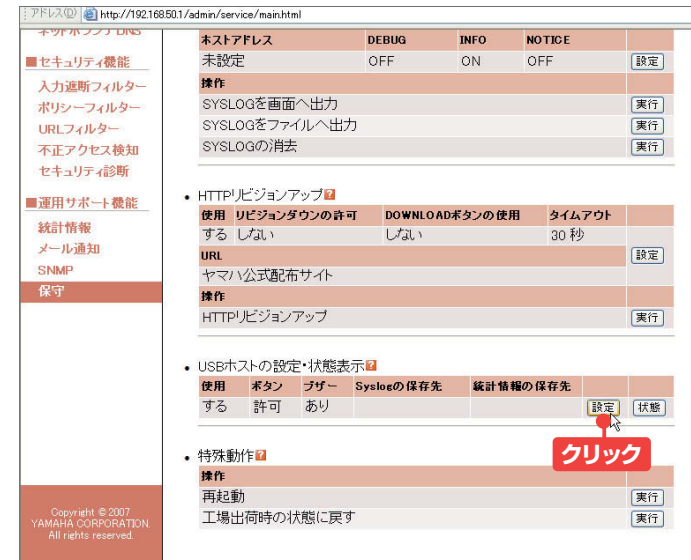 アドレス(D) http://192.168.50.1/admin/service/main.html
ネットボランチDNS
■セキュリティ機能
入力遮断フィルター
ポリシーフィルター
URLフィルター
不正アクセス検知
セキュリティ診断
■運用サポート機能
統計情報
メール通知
SNMP
保守
Copyright © 2007
YAMAHA CORPORATION.
All rights reserved.
ホストアドレス DEBUG INFO NOTICE
未設定 OFF ON OFF 設定
操作
SYSLOGを画面へ出力 実行
SYSLOGをファイルへ出力 実行
SYSLOGの消去 実行
• HTTPリビジョンアップ?
使用 リビジョンダウンの許可 DOWNLOADボタンの使用 タイムアウト
する しない しない 30 秒
URL 設定
ヤマハ公式配布サイト
操作
HTTPリビジョンアップ 実行
• USBホストの設定・状態表示?
使用 ボタン ブザー Syslogの保存先 統計情報の保存先
する 許可 あり 設定 状態
クリック
• 特殊動作?
操作
再起動 実行
工場出荷時の状態に戻す 実行